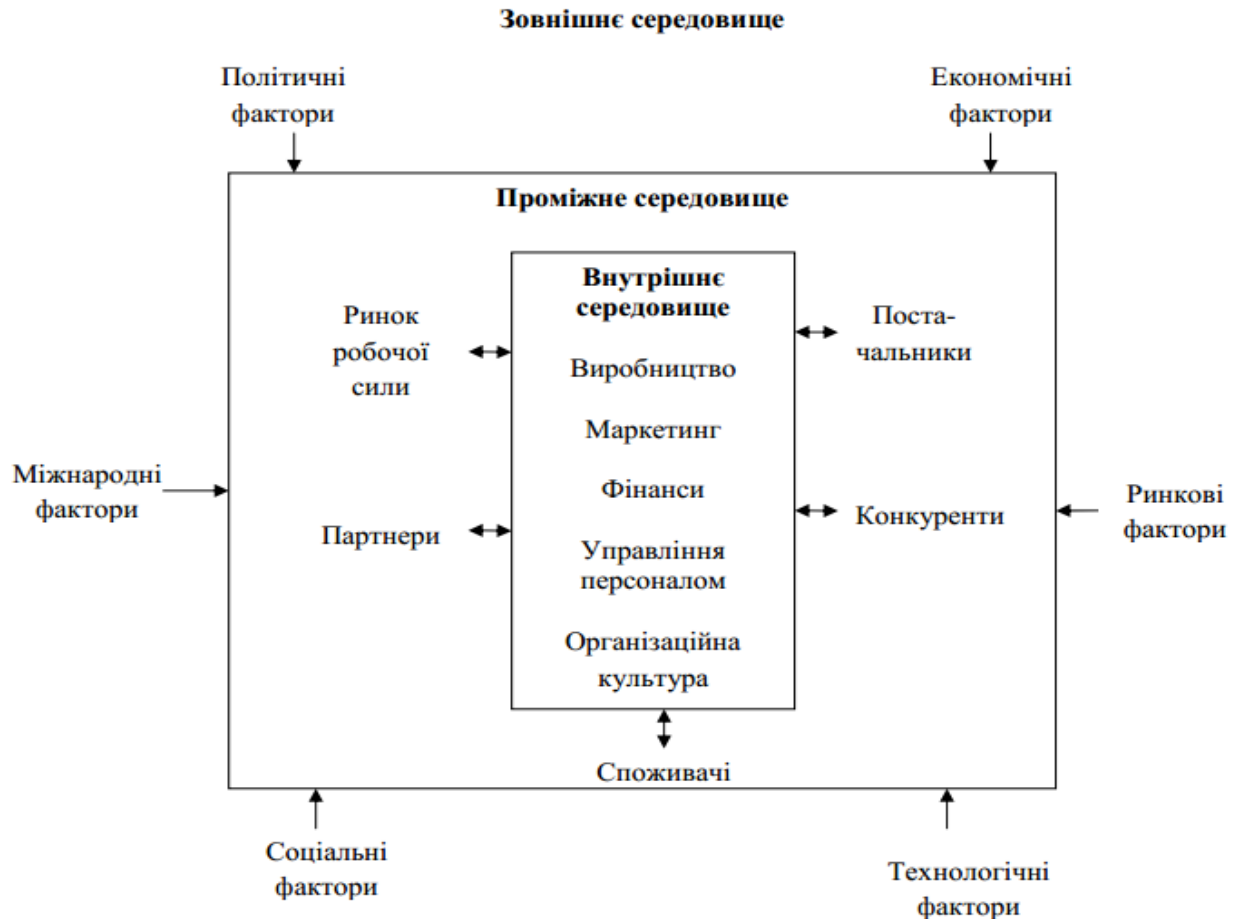 Зовнішнє середовище
Політичні
фактори
Економічні
фактори
Проміжне середовище
Внутрішнє
середовище
Ринок
робочої
сили
Поста-
чальники
Виробництво
Маркетинг
Міжнародні
фактори
Фінанси
Партнери
Конкуренти
Ринкові
фактори
Управління
персоналом
Організаційна
культура
Споживачі
Соціальні
фактори
Технологічні
фактори